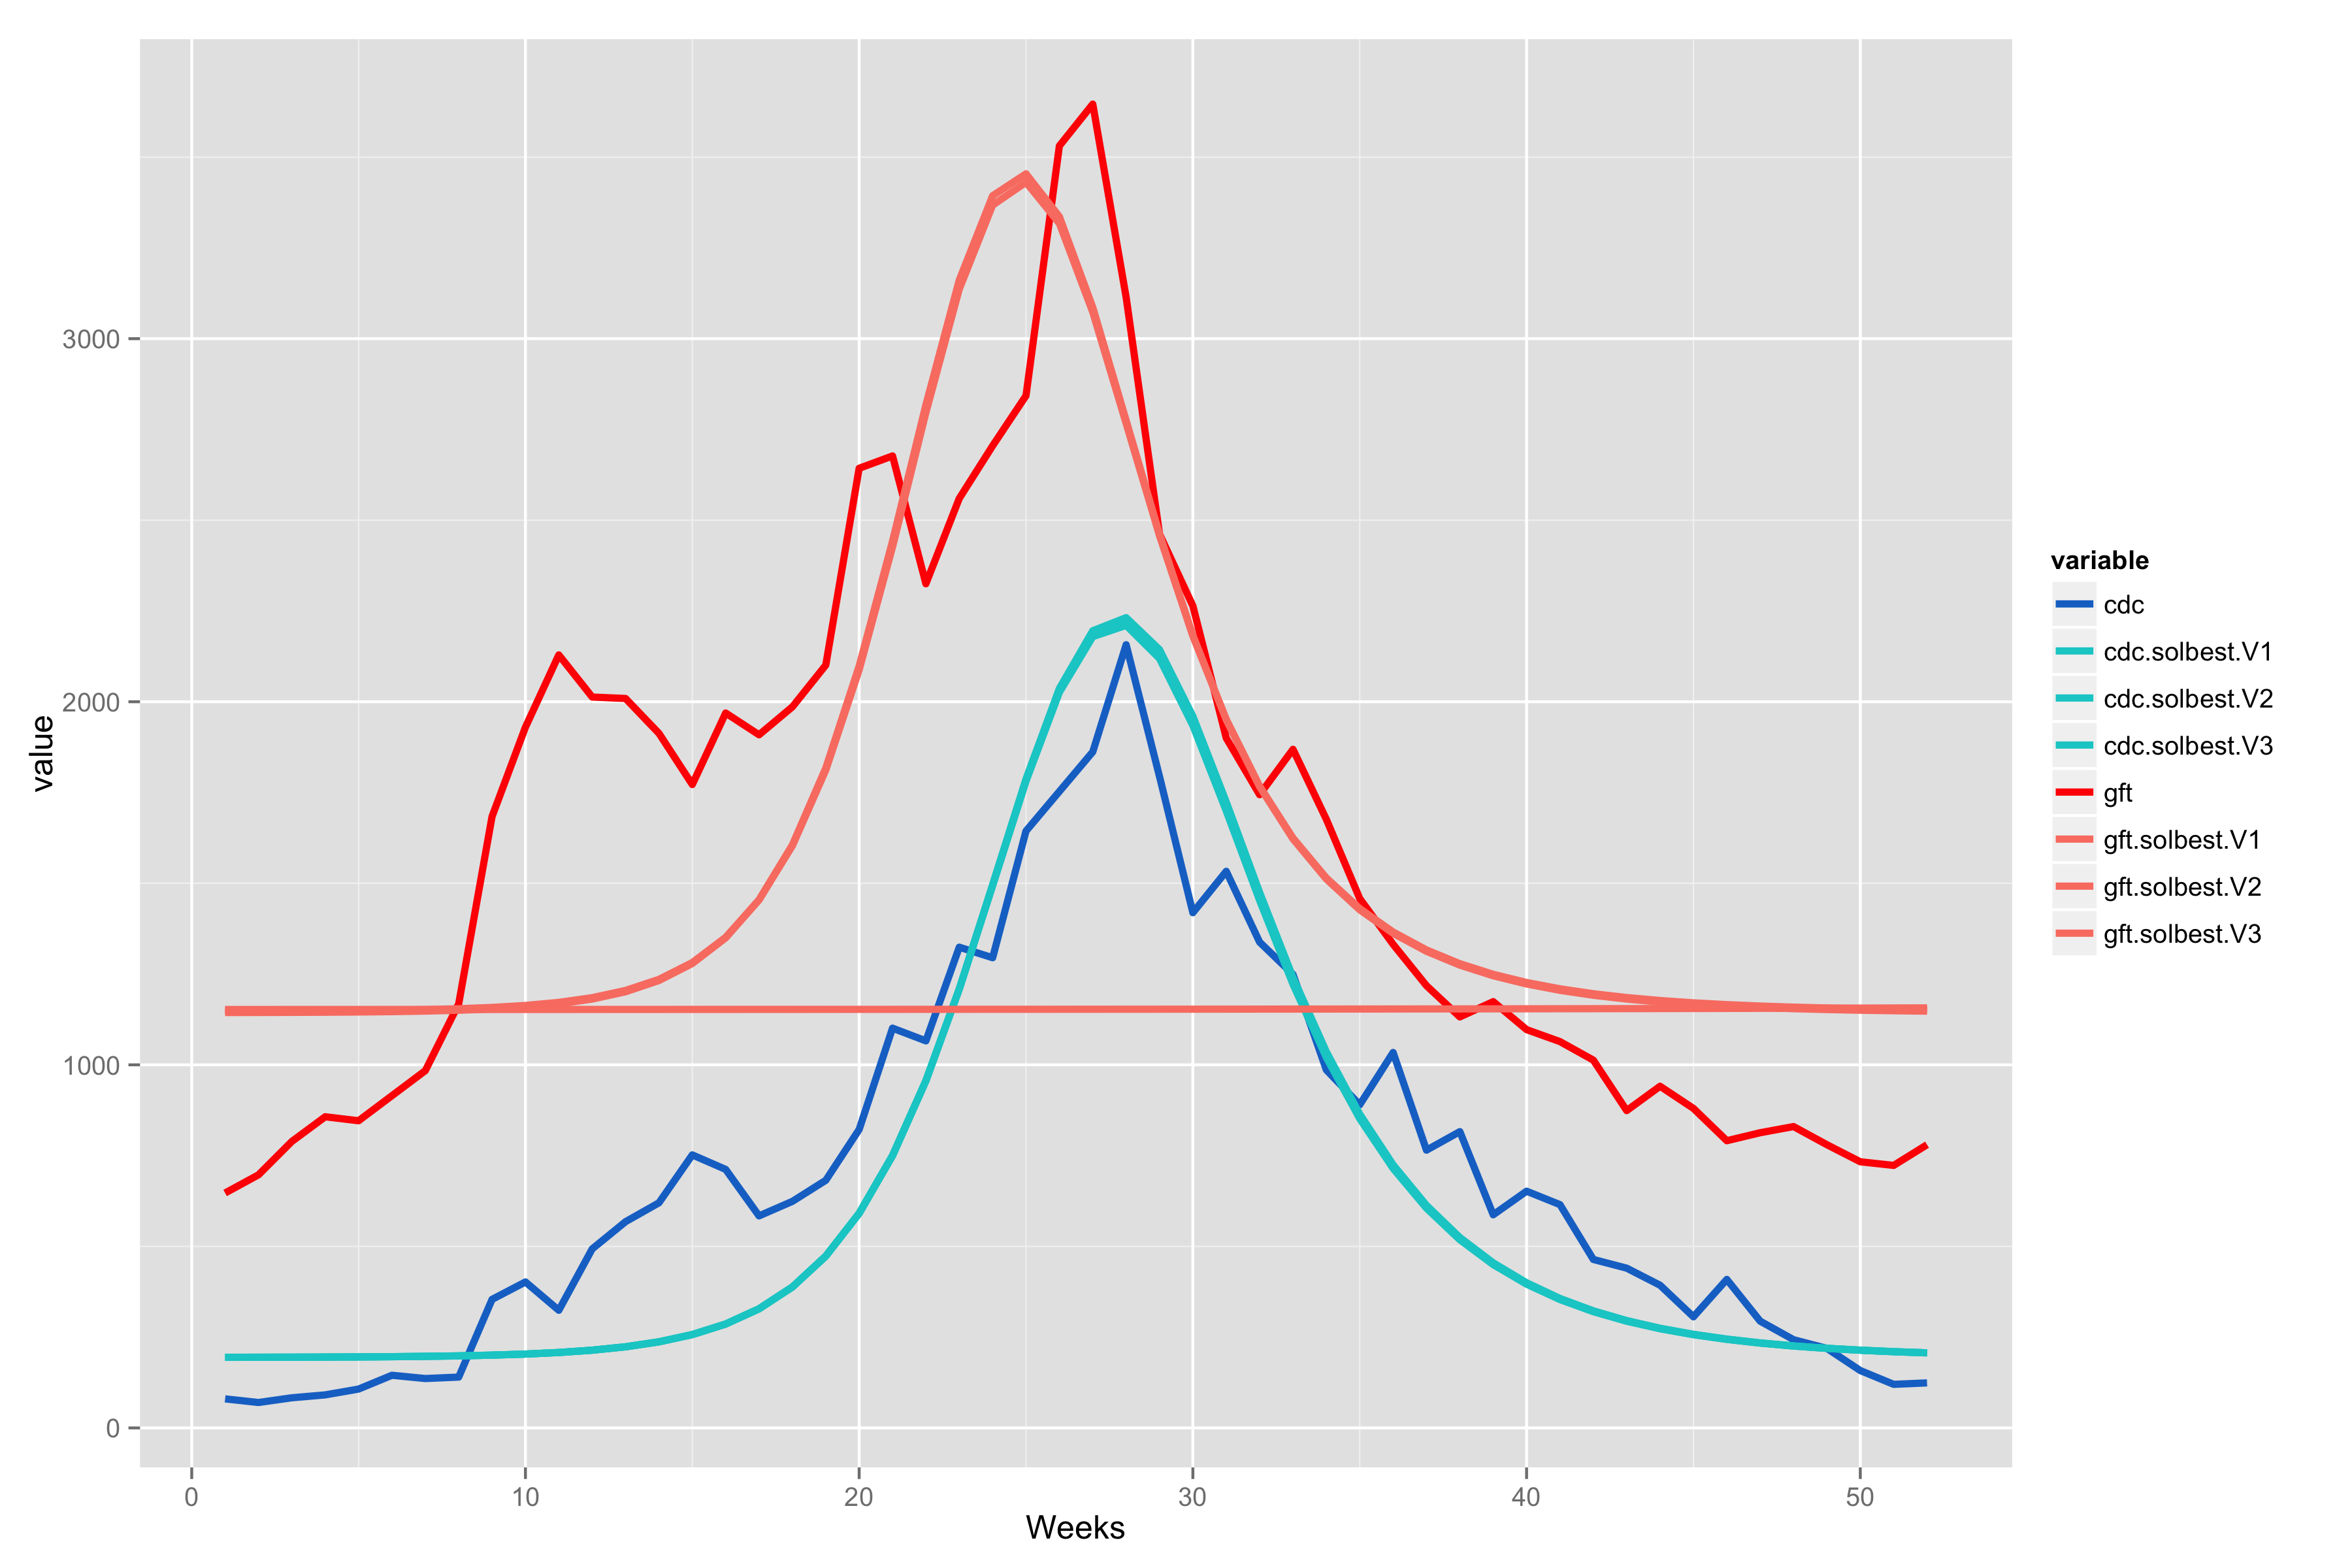 3000
2000
1000
0
value
0 10 20 30 40 50
Weeks
variable
cdc
cdc.solbest.V1
cdc.solbest.V2
cdc.solbest.V3
gft
gft.solbest.V1
gft.solbest.V2
gft.solbest.V3